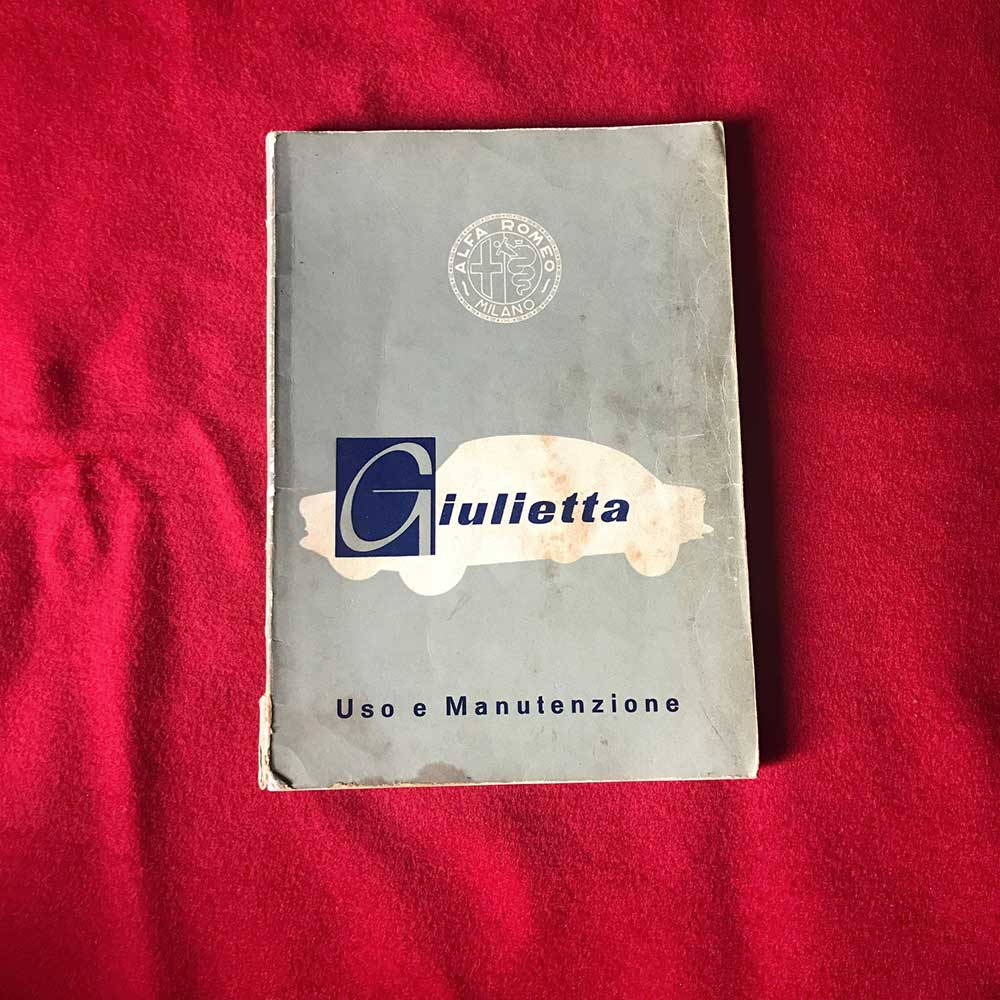 ALFA ROMEO
MILANO
Giulietta
Uso e Manutenzione